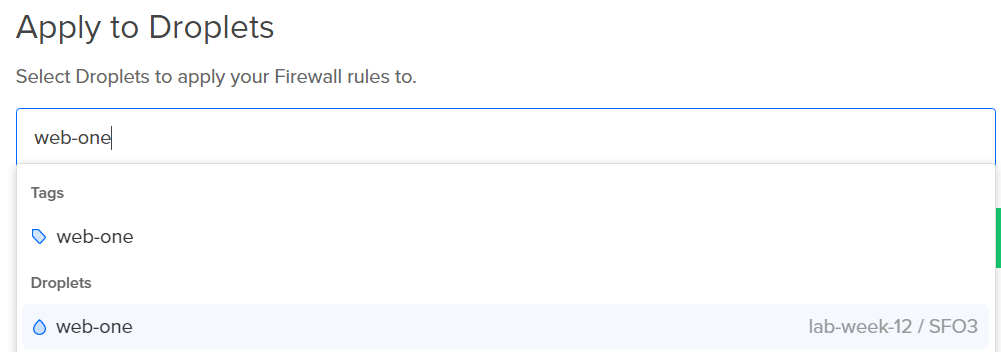 Apply to Droplets
Select Droplets to apply your Firewall rules to.
web-one
Tags
web-one
Droplets
web-one lab-week-12 / SFO3